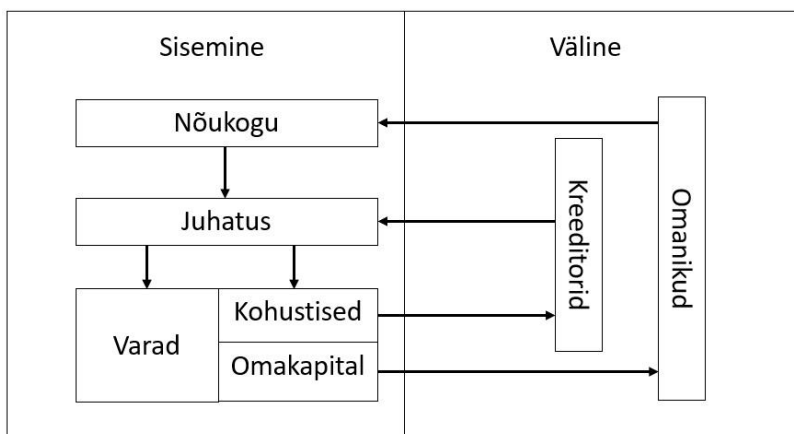 Sisemine
Väline
Nõukogu
Juhatus
Varad
Kohustised
Omakapital
Kreeditorid
Omanikud